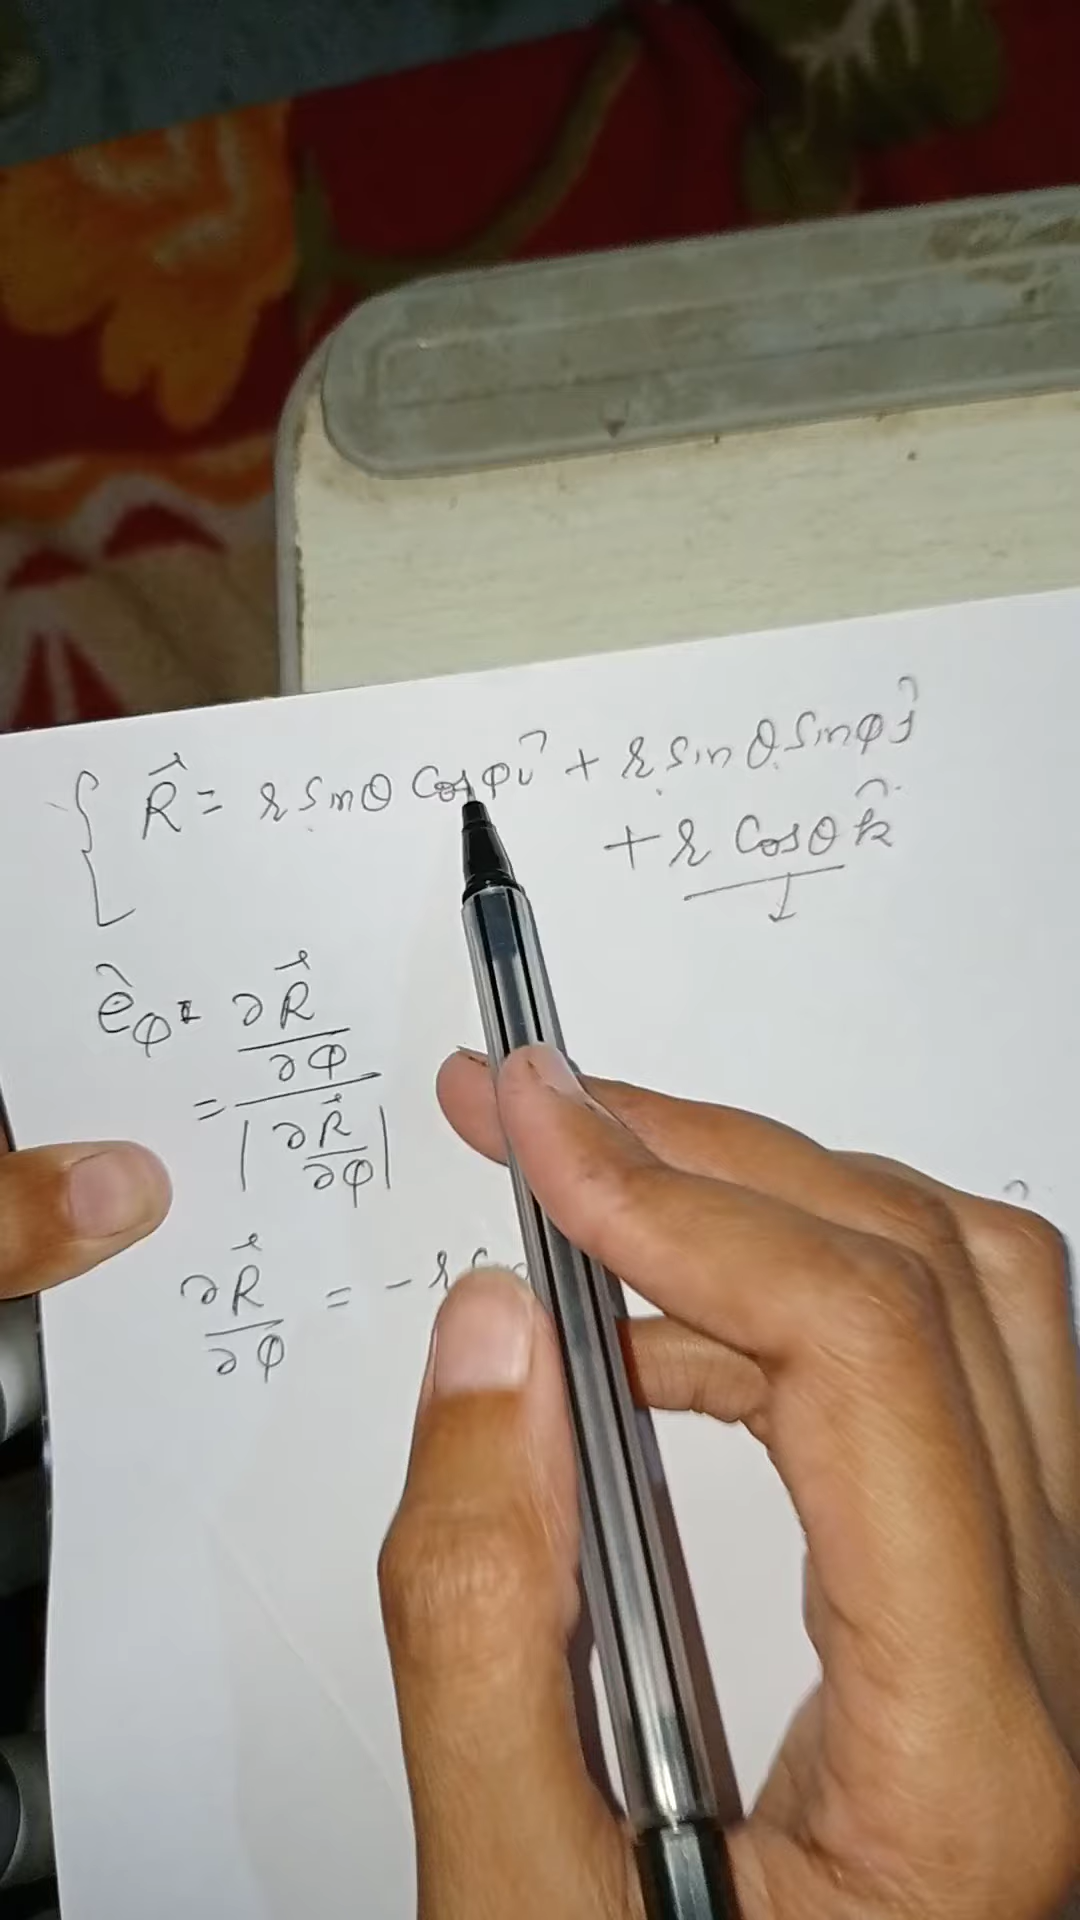 R⃗ = r Sinθ Cosφ î + r Sinθ Sinφ ĵ
+ r Cosθ k̂
ê_φ = ∂R⃗/∂φ
= / |∂R⃗/∂φ|
∂R⃗/∂φ = - r